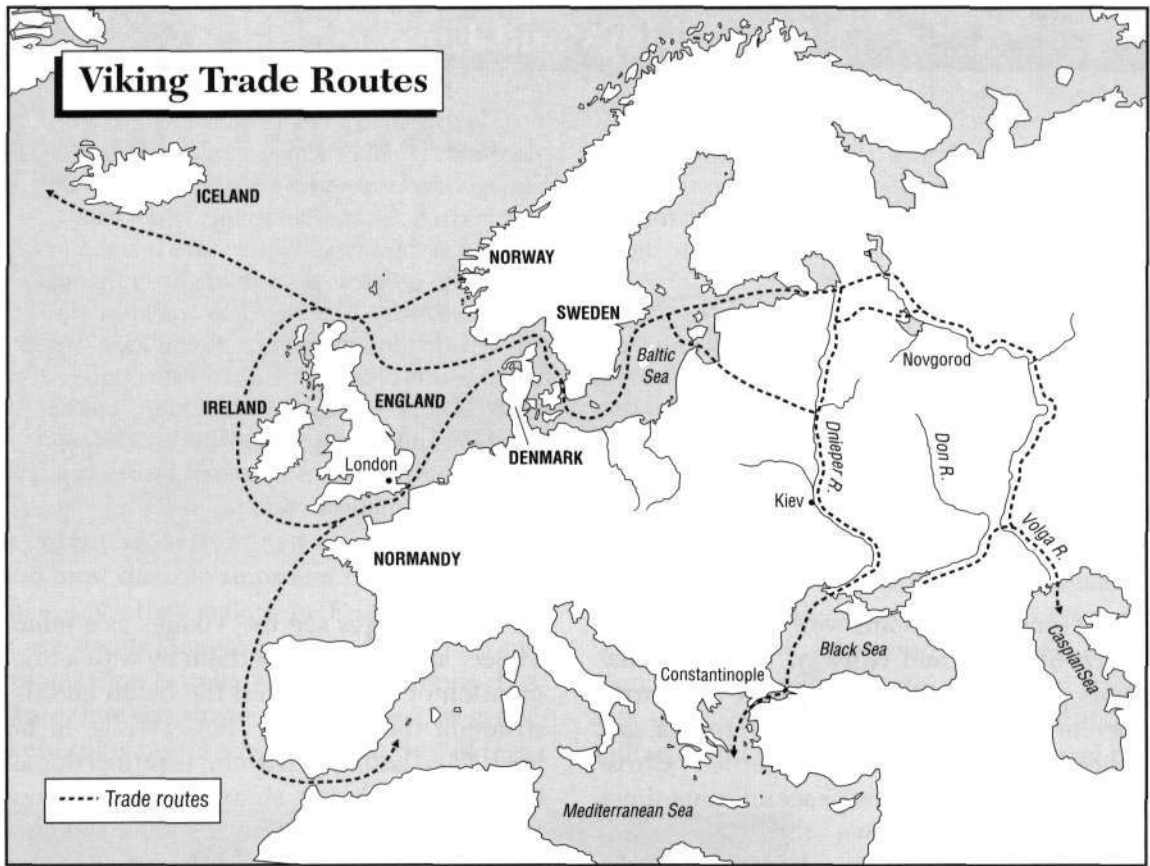 Viking Trade Routes
ICELAND
NORWAY
SWEDEN
Baltic
Sea
Novgorod
IRELAND
ENGLAND
DENMARK
London
Dnieper R.
Don R.
Kiev
Volga R.
NORMANDY
Black Sea
CaspianSea
Constantinople
Trade routes
Mediterranean Sea